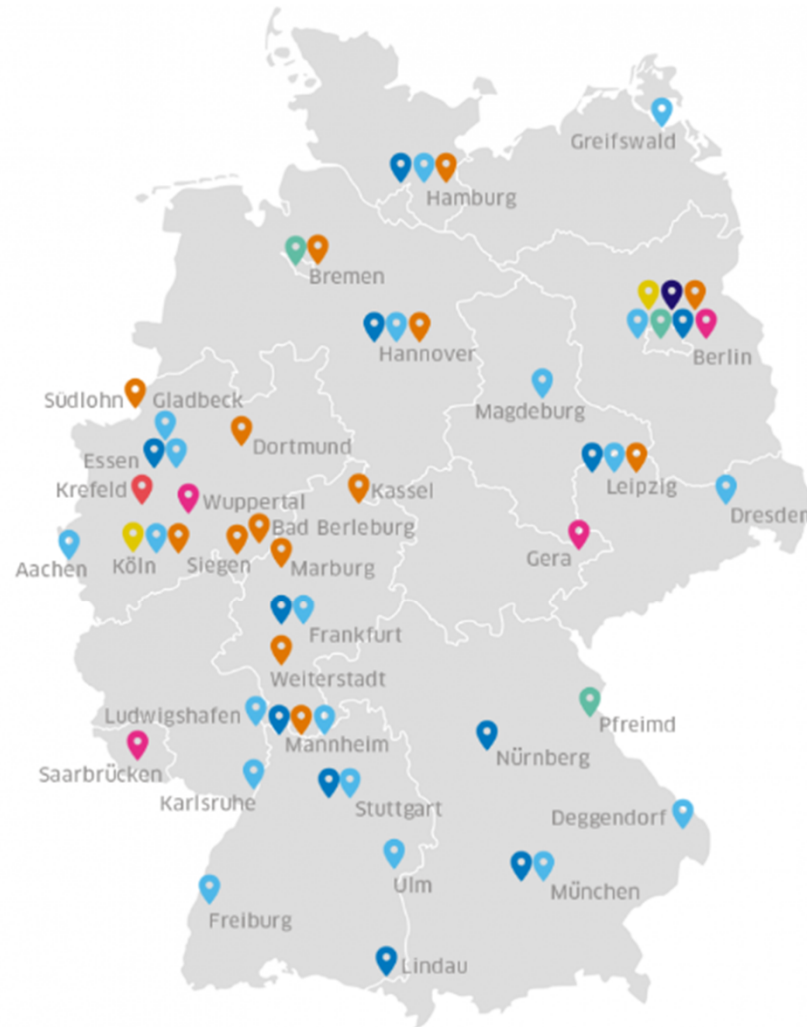 Greifswald
Hamburg
Bremen
Hannover
Berlin
Südlohn
Gladbeck
Magdeburg
Essen
Dortmund
Krefeld
Kassel
Leipzig
Wuppertal
Dresden
Bad Berleburg
Aachen
Köln
Siegen
Marburg
Gera
Frankfurt
Weiterstadt
Ludwigshafen
Mannheim
Pfreimd
Nürnberg
Saarbrücken
Karlsruhe
Stuttgart
Deggendorf
Ulm
München
Freiburg
Lindau